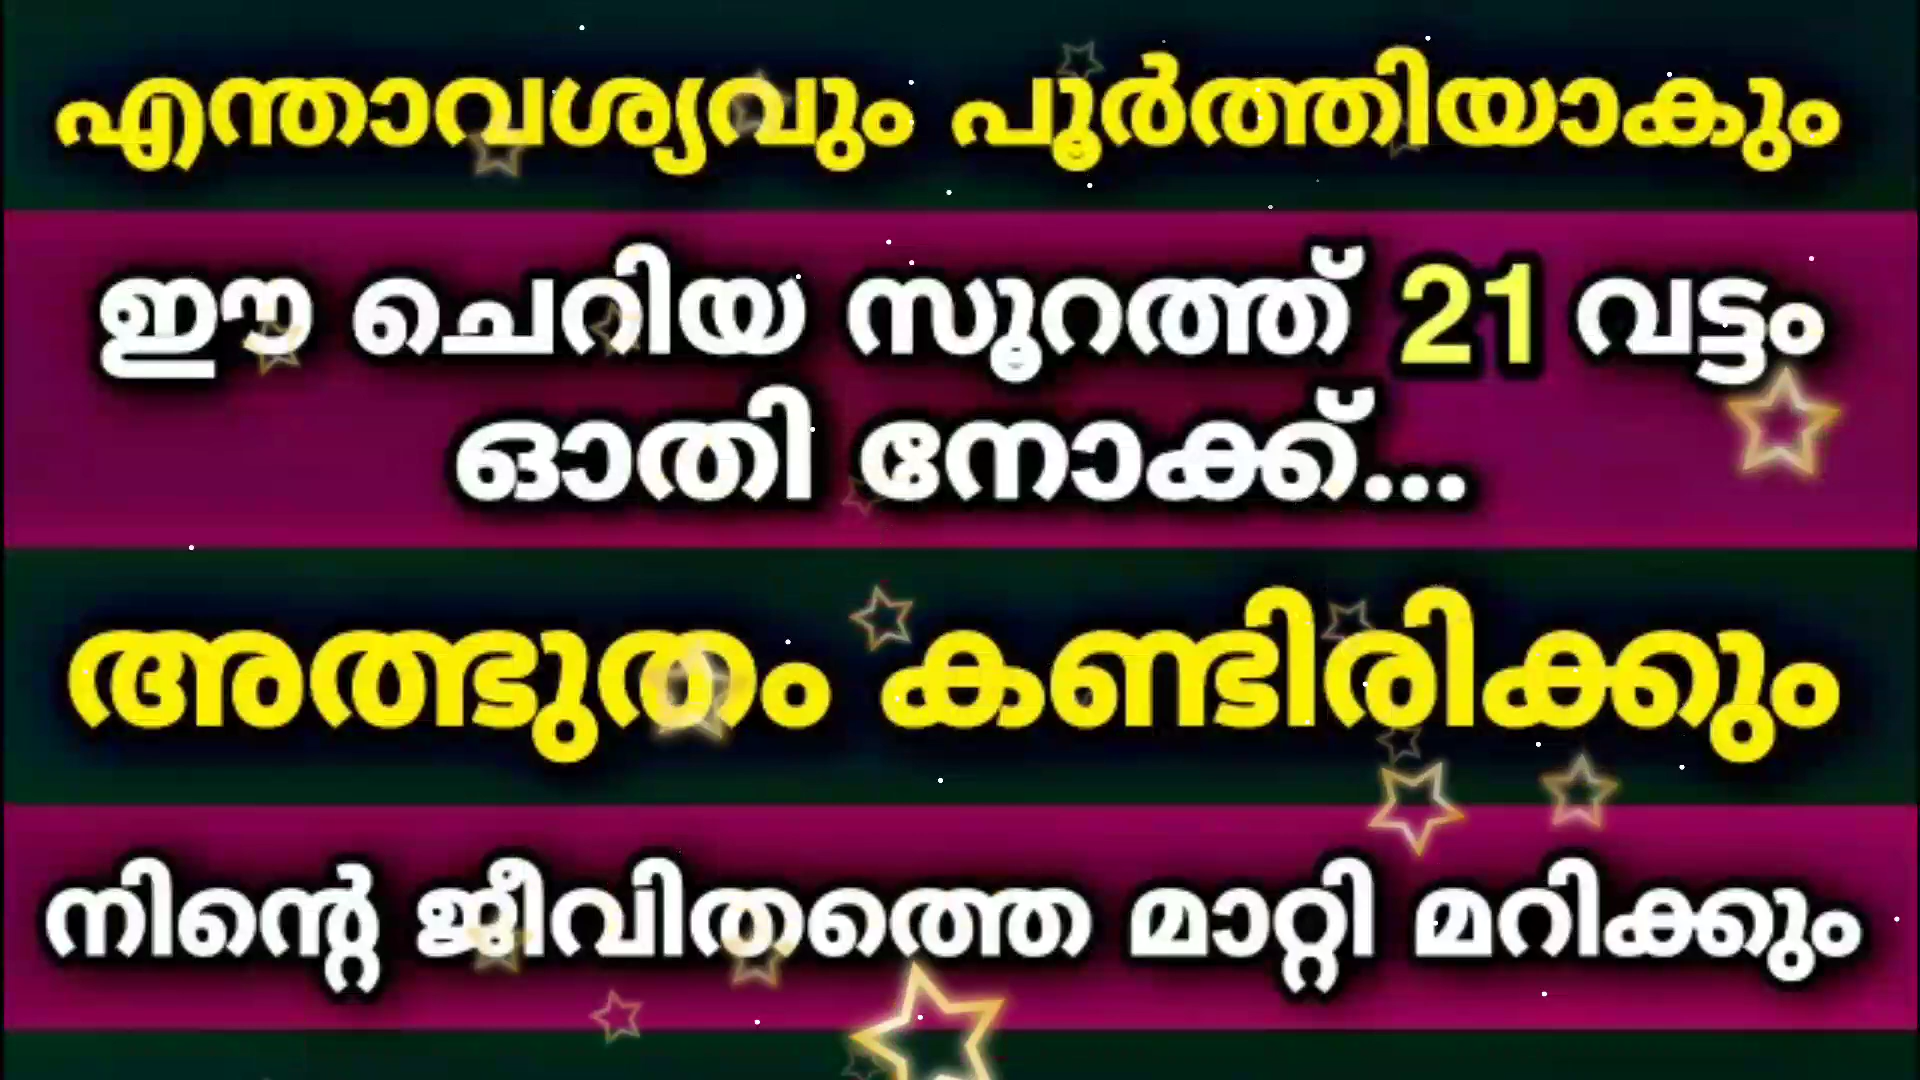 എന്താവശ്യവും പൂർത്തിയാകും
ഈ ചെറിയ സൂറത്ത് 21 വട്ടം
ഓതി നോക്ക്...
അത്ഭുതം കണ്ടിരിക്കും
നിന്റെ ജീവിതത്തെ മാറ്റി മറിക്കും